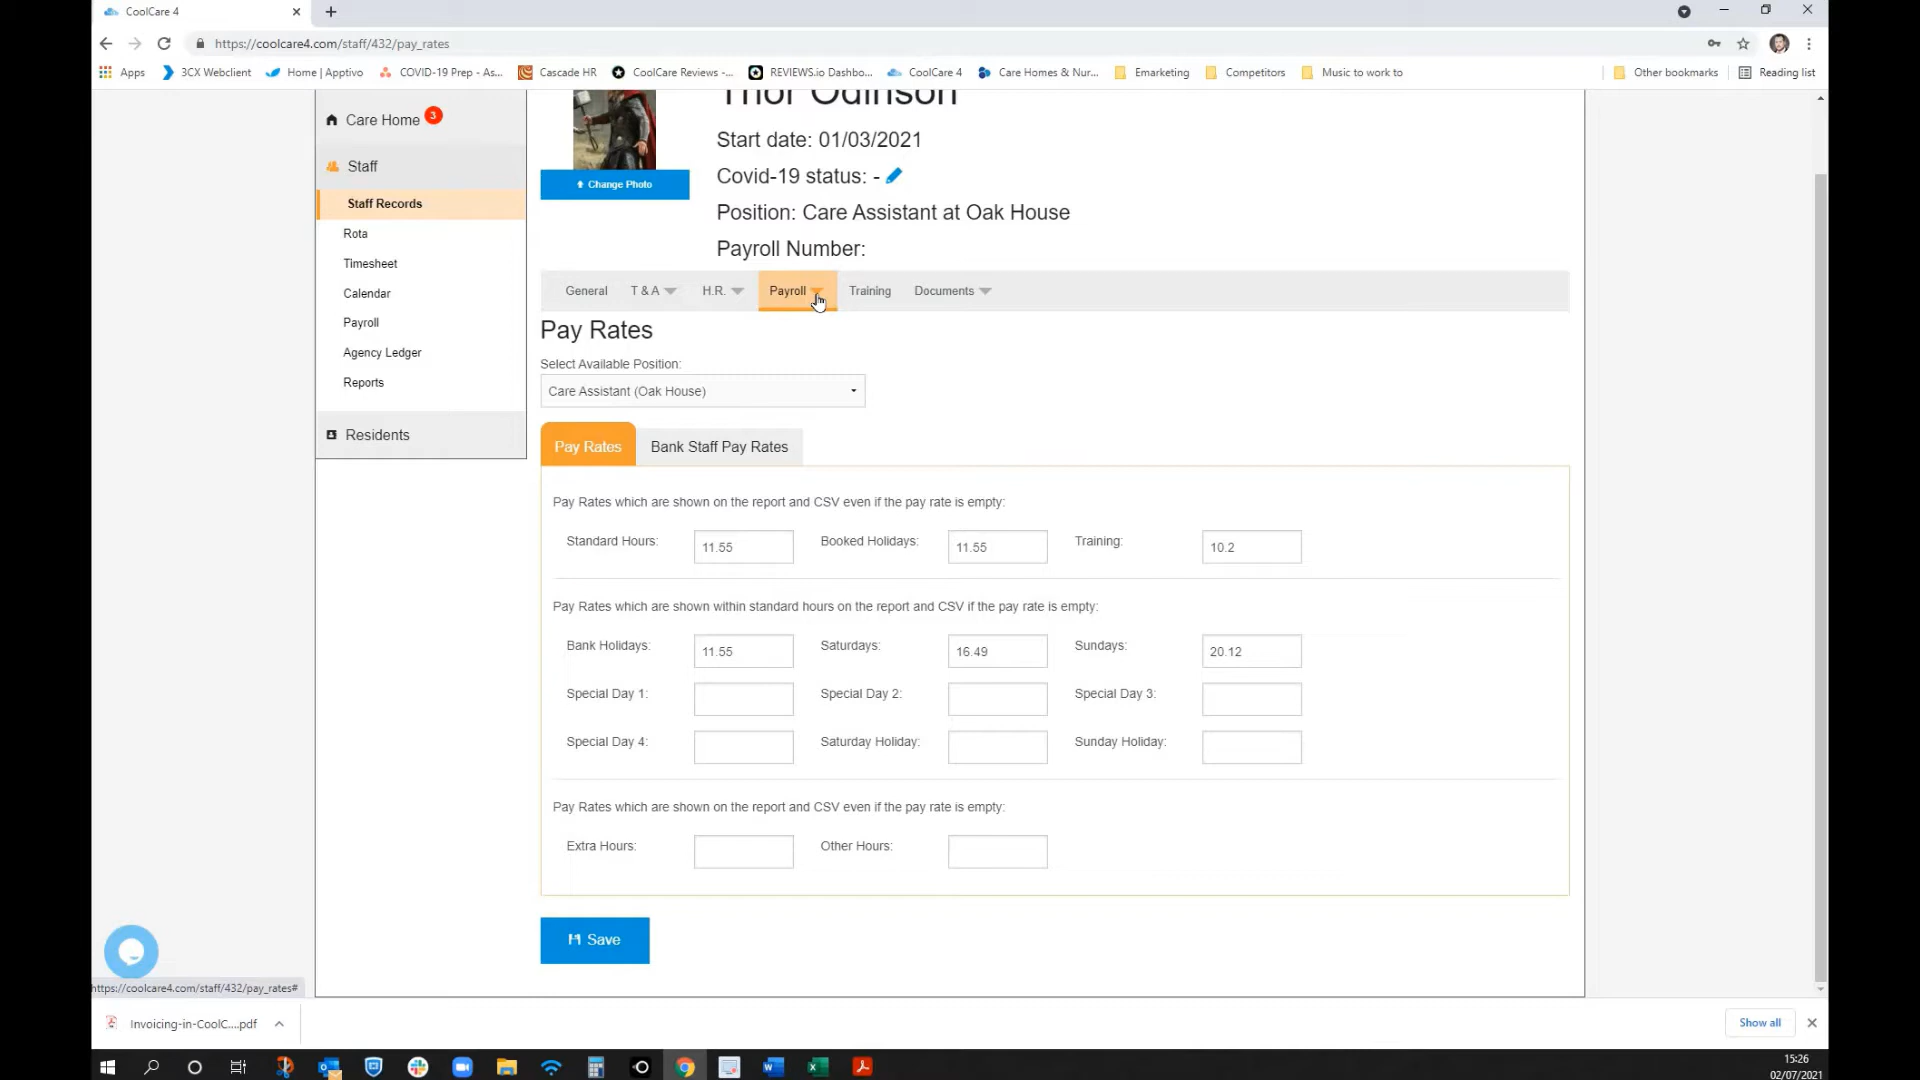 CoolCare 4
https://coolcare4.com/staff/432/pay_rates
Apps 3CX Webclient Home | Apptivo COVID-19 Prep - As... Cascade HR CoolCare Reviews -... REVIEWS.io Dashbo... CoolCare 4 Care Homes & Nur... Emarketing Competitors Music to work to Other bookmarks Reading list
Care Home 3
Staff
Staff Records
Rota
Timesheet
Calendar
Payroll
Agency Ledger
Reports
Residents
Change Photo
Thor Odinson
Start date: 01/03/2021
Covid-19 status: -
Position: Care Assistant at Oak House
Payroll Number:
General T & A H.R. Payroll Training Documents
Pay Rates
Select Available Position:
Care Assistant (Oak House)
Pay Rates Bank Staff Pay Rates
Pay Rates which are shown on the report and CSV even if the pay rate is empty:
Standard Hours: 11.55 Booked Holidays: 11.55 Training: 10.2
Pay Rates which are shown within standard hours on the report and CSV if the pay rate is empty:
Bank Holidays: 11.55 Saturdays: 16.49 Sundays: 20.12
Special Day 1: Special Day 2: Special Day 3:
Special Day 4: Saturday Holiday: Sunday Holiday:
Pay Rates which are shown on the report and CSV even if the pay rate is empty:
Extra Hours: Other Hours:
Save
https://coolcare4.com/staff/432/pay_rates#
Invoicing-in-CoolC....pdf Show all
15:26
02/07/2021